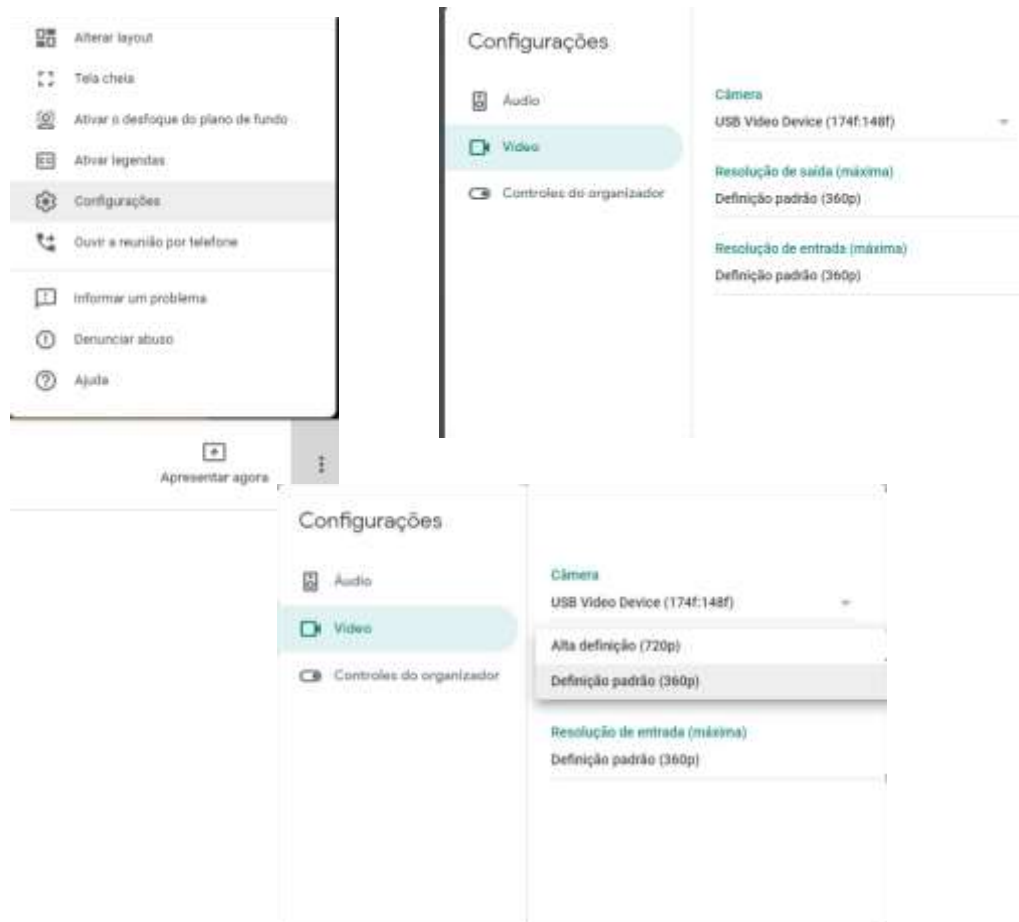 Alterar layout
Tela cheia
Ativar o desfoque do plano de fundo
Ativar legendas
Configurações
Ouvir a reunião por telefone
Informar um problema
Denunciar abuso
Ajuda
Apresentar agora
Configurações
Áudio
Vídeo
Controles do organizador
Câmera
USB Video Device (174f:148f)
Resolução de saída (máxima)
Definição padrão (360p)
Resolução de entrada (máxima)
Definição padrão (360p)
Configurações
Áudio
Vídeo
Controles do organizador
Câmera
USB Video Device (174f:148f)
Alta definição (720p)
Definição padrão (360p)
Resolução de entrada (máxima)
Definição padrão (360p)